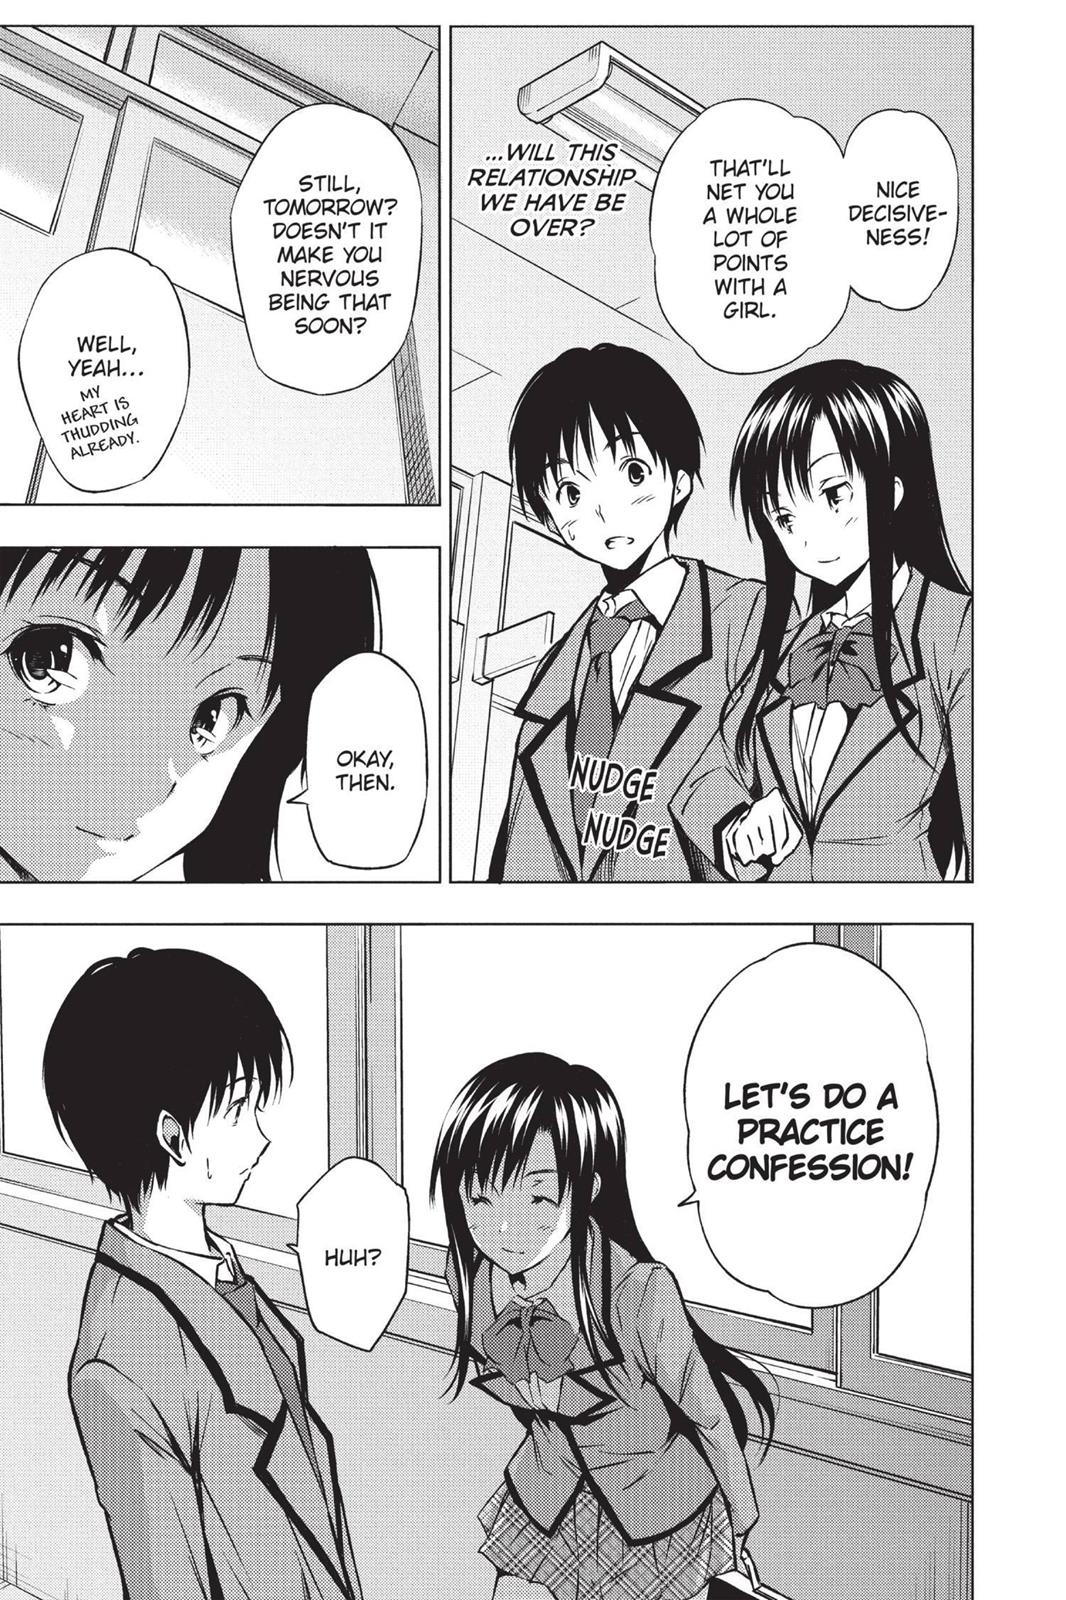 NICE
DECISIVE-
NESS!
THAT'LL
NET YOU
A WHOLE
LOT OF
POINTS
WITH A
GIRL.
...WILL THIS
RELATIONSHIP
WE HAVE BE
OVER?
NUDGE
NUDGE
STILL,
TOMORROW?
DOESN'T IT
MAKE YOU
NERVOUS
BEING THAT
SOON?
WELL,
YEAH...
MY
HEART IS
THUDDING
ALREADY.
OKAY,
THEN.
LET'S DO A
PRACTICE
CONFESSION!
HUH?